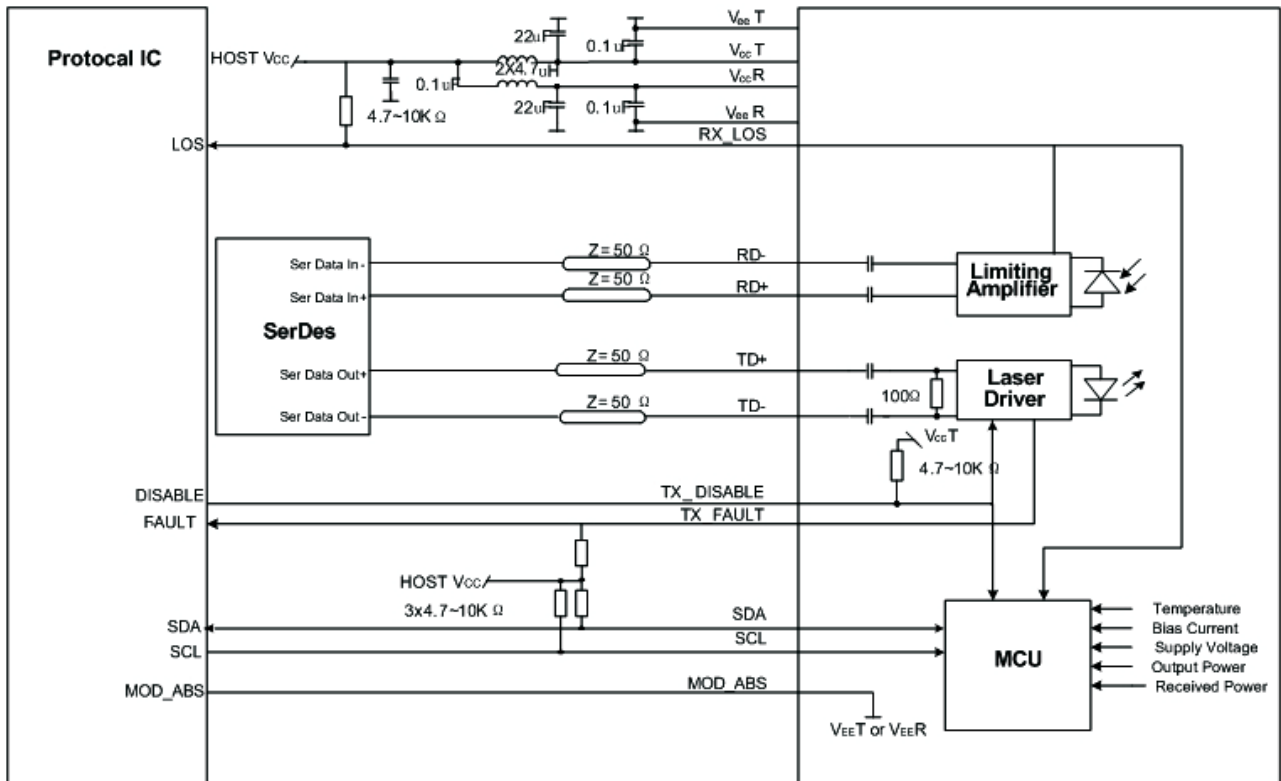 Protocal IC
HOST Vcc
22uF
0.1uF
VeeT
VccT
0.1uF
2X4.7uH
VccR
4.7~10K Ω
22uF
0.1uF
VeeR
LOS
RX_LOS
SerDes
Ser Data In-
Ser Data In+
Ser Data Out+
Ser Data Out-
Z= 50 Ω
RD-
Z= 50 Ω
RD+
Z= 50 Ω
TD+
Z= 50 Ω
TD-
Limiting
Amplifier
100Ω
Laser
Driver
VccT
4.7~10K Ω
DISABLE
TX_DISABLE
FAULT
TX_FAULT
HOST Vcc
3x4.7~10K Ω
SDA
SDA
SCL
SCL
MOD_ABS
MOD_ABS
VEET or VEER
MCU
Temperature
Bias Current
Supply Voltage
Output Power
Received Power